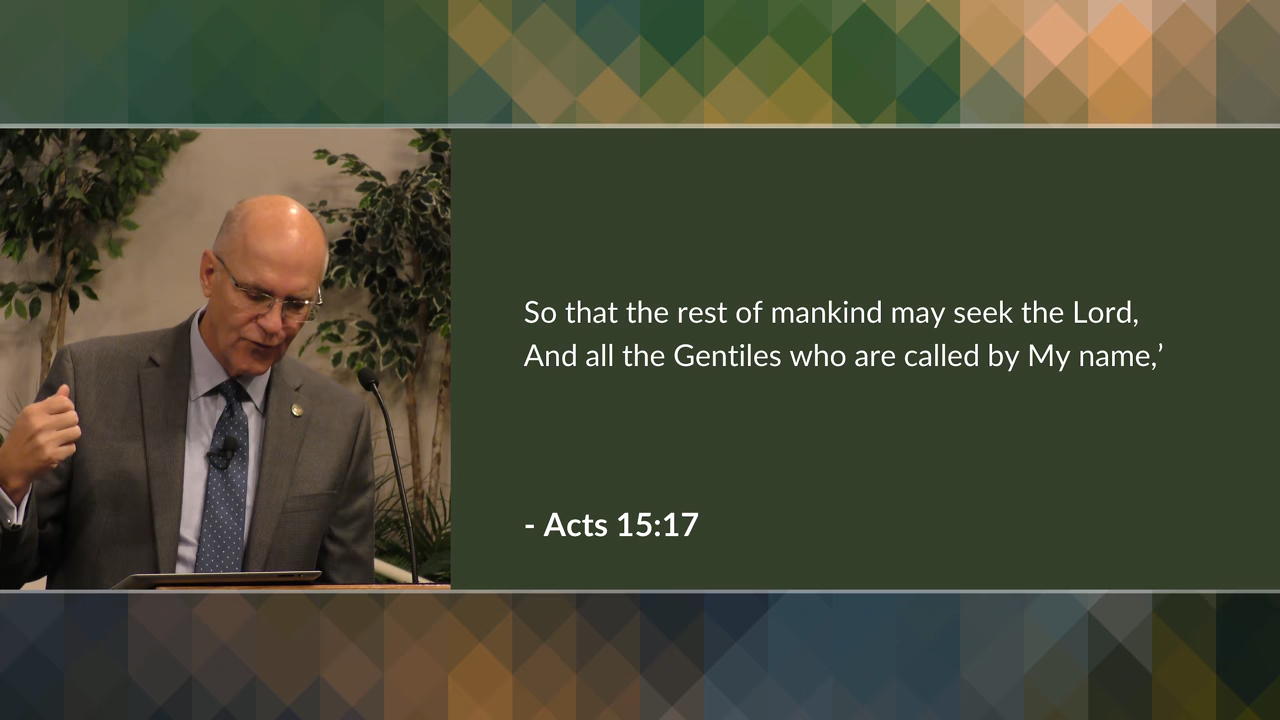 So that the rest of mankind may seek the Lord,
And all the Gentiles who are called by My name,’
- Acts 15:17